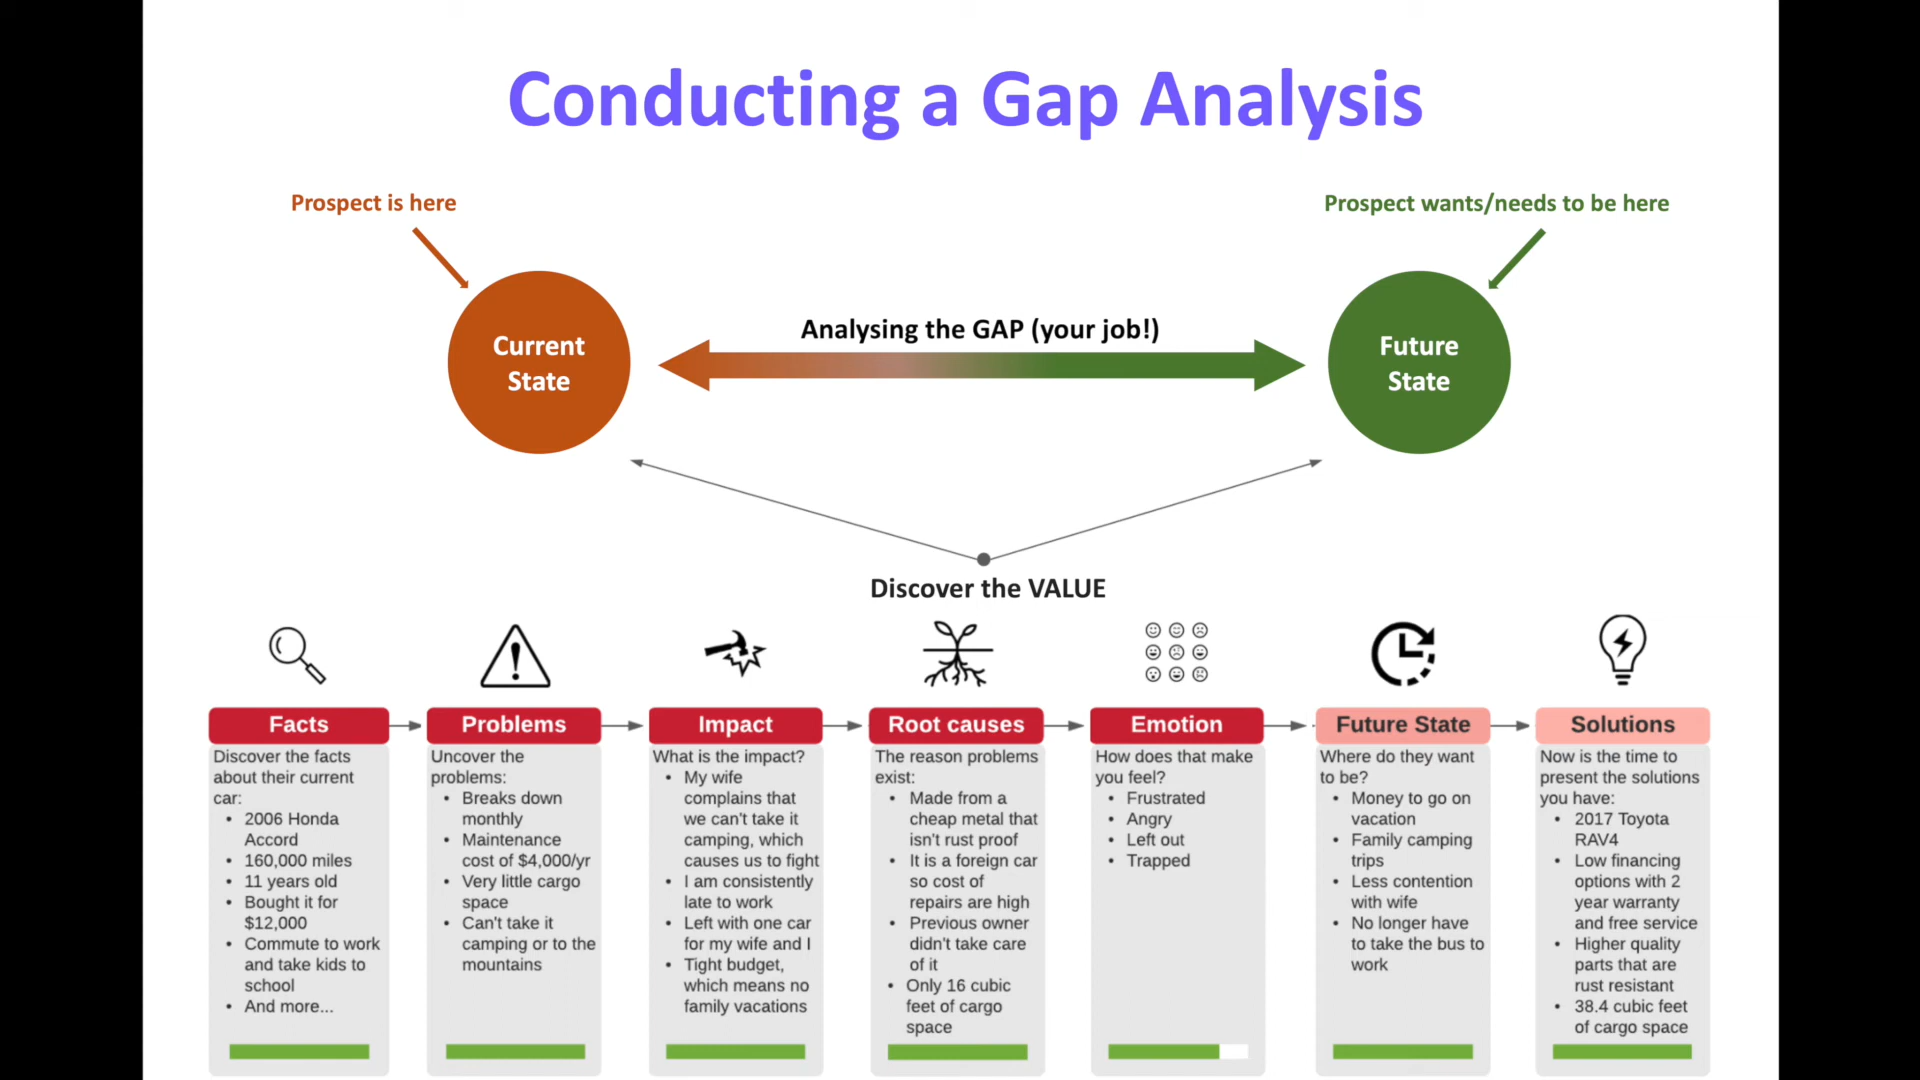 Conducting a Gap Analysis
Prospect is here
Prospect wants/needs to be here
Current
State
Analysing the GAP (your job!)
Future
State
Discover the VALUE
Facts
Discover the facts
about their current
car:
• 2006 Honda
Accord
• 160,000 miles
• 11 years old
• Bought it for
$12,000
• Commute to work
and take kids to
school
• And more...
Problems
Uncover the
problems:
• Breaks down
monthly
• Maintenance
cost of $4,000/yr
• Very little cargo
space
• Can't take it
camping or to the
mountains
Impact
What is the impact?
• My wife
complains that
we can't take it
camping, which
causes us to fight
• I am consistently
late to work
• Left with one car
for my wife and I
• Tight budget,
which means no
family vacations
Root causes
The reason problems
exist:
• Made from a
cheap metal that
isn't rust proof
• It is a foreign car
so cost of
repairs are high
• Previous owner
didn't take care
of it
• Only 16 cubic
feet of cargo
space
Emotion
How does that make
you feel?
• Frustrated
• Angry
• Left out
• Trapped
Future State
Where do they want
to be?
• Money to go on
vacation
• Family camping
trips
• Less contention
with wife
• No longer have
to take the bus to
work
Solutions
Now is the time to
present the solutions
you have:
• 2017 Toyota
RAV4
• Low financing
options with 2
year warranty
and free service
• Higher quality
parts that are
rust resistant
• 38.4 cubic feet
of cargo space